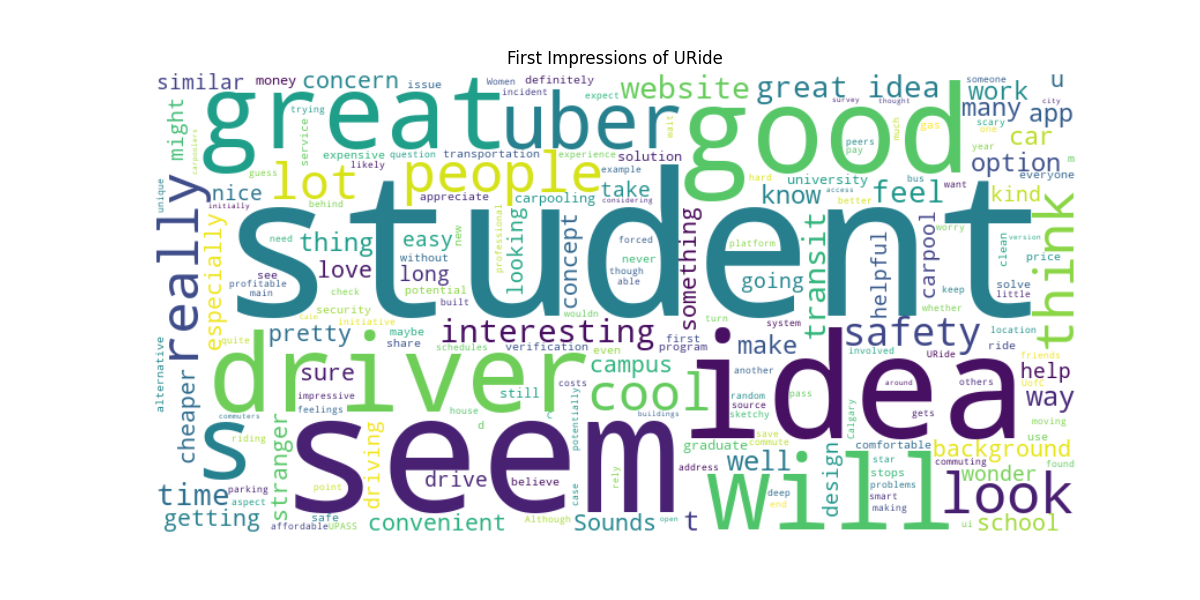 First Impressions of URide
similar
money
concern
issue
Women
definitely
incident
expect
website
great idea
someone
work
u
trying
great
uber
wait
good
survey
thought
city
many
app
might
carpoolers
service
expensive
question
transportation
experience
solution
peers
pay
much
gas
scary
one
car
guess
likely
people
example
year
option
m
everyone
unique
really
nice
lot
appreciate
carpooling
considering
take
know
university
access
bus
better
hard
feel
want
kind
initially
behind
student
especially
need
thing
easy
new
professional
looking
concept
forced
never
something
platform
transit
helpful
carpool
worry
clean
version
think
see
love
without
long
though
able
going
price
profitable
main
check
potential
built
wouldn
turn
whether
keep
solve
little
security
tale
initiative
pretty
maybe
share
interesting
first
program
system
safety
location
quite
schedules
verification
even
make
involved
URide
ride
friends
alternative
driver
campus
another
idea
UofC
help
cheaper
sure
impressive
feelings
still
costs
cool
random
source
sketchy
pass
around
others
way
commuters
s
riding
house
d
c
potentially
buildings
gets
Calgary
use
moving
stranger
seem
save
commute
graduate
comfortable
background
driving
drive
believe
case
rely
address
well
star
stops
commuting
found
wonder
time
parking
aspect
point
deep
end
design
problems
smart
making
will
look
getting
safe
affordable
UPASS
convenient
Although
Sounds
open
t
ui
school